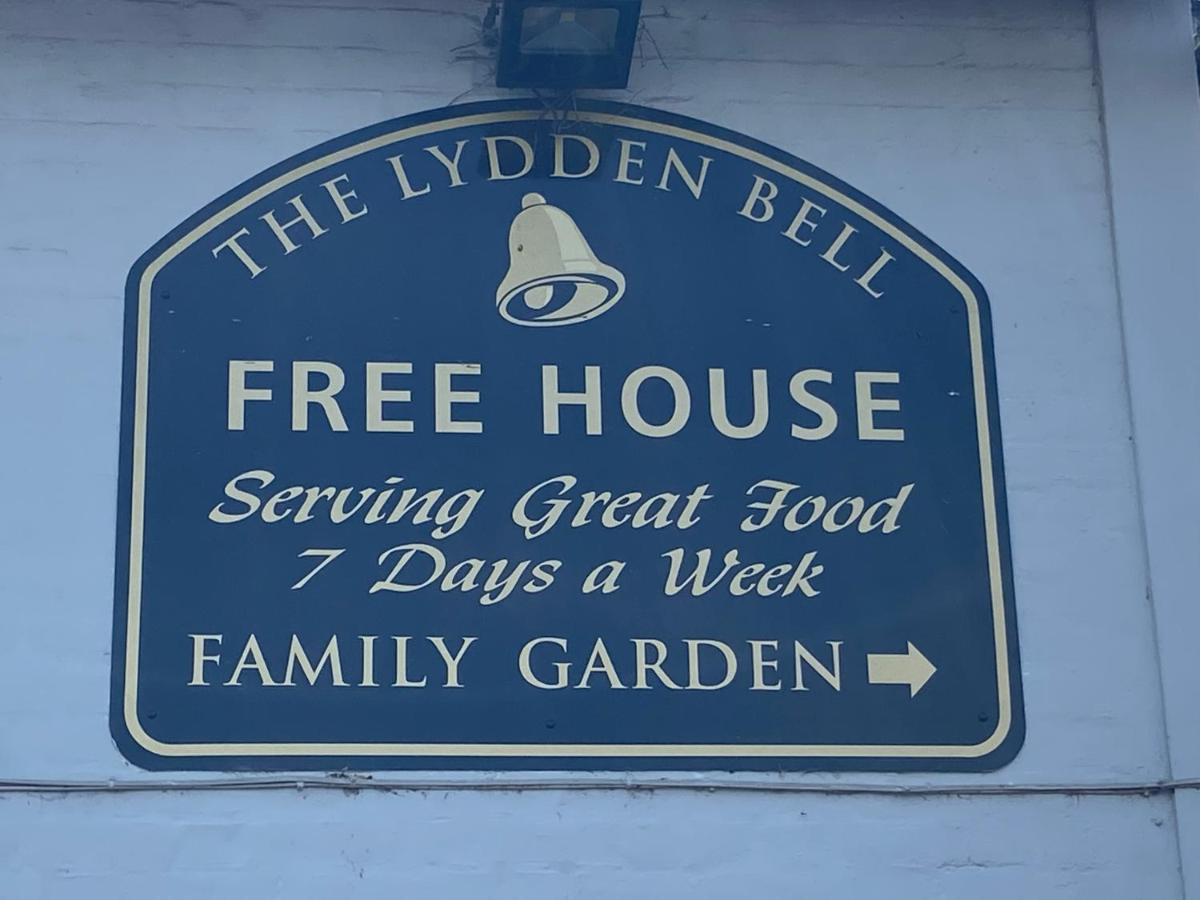 THE LYDDEN BELL
FREE HOUSE
Serving Great Food
7 Days a Week
FAMILY GARDEN